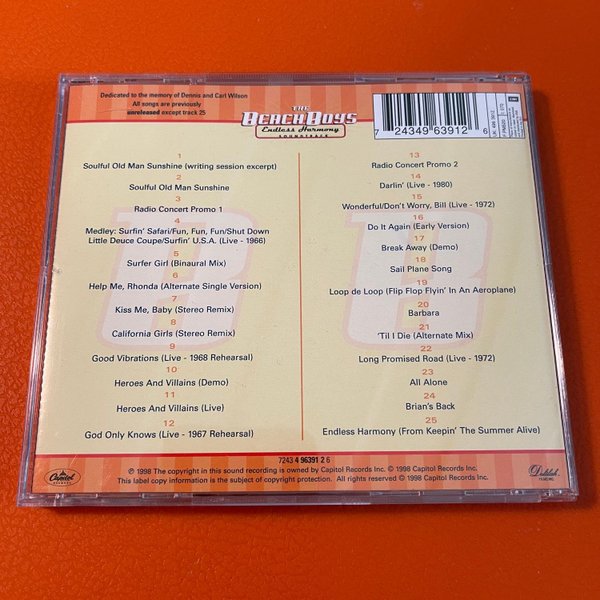 Dedicated to the memory of Dennis and Carl Wilson
All songs are previously
unreleased except track 25
THE
BEACH BOYS
Endless Harmony
SOUNDTRACK
7 24349 63912 6
1
Soulful Old Man Sunshine (writing session excerpt)
2
Soulful Old Man Sunshine
3
Radio Concert Promo 1
4
Medley: Surfin' Safari/Fun, Fun, Fun/Shut Down
Little Deuce Coupe/Surfin' U.S.A. (Live - 1966)
5
Surfer Girl (Binaural Mix)
6
Help Me, Rhonda (Alternate Single Version)
7
Kiss Me, Baby (Stereo Remix)
8
California Girls (Stereo Remix)
9
Good Vibrations (Live - 1968 Rehearsal)
10
Heroes And Villains (Demo)
11
Heroes And Villains (Live)
12
God Only Knows (Live - 1967 Rehearsal)
13
Radio Concert Promo 2
14
Darlin' (Live - 1980)
15
Wonderful/Don't Worry, Bill (Live - 1972)
16
Do It Again (Early Version)
17
Break Away (Demo)
18
Sail Plane Song
19
Loop de Loop (Flip Flop Flyin' In An Aeroplane)
20
Barbara
21
'Til I Die (Alternate Mix)
22
Long Promised Road (Live - 1972)
23
All Alone
24
Brian's Back
25
Endless Harmony (From Keepin' The Summer Alive)
7243 4 96391 2 6
℗ 1998 The copyright in this sound recording is owned by Capitol Records Inc. © 1998 Capitol Records Inc.
This label copy information is the subject of copyright protection. All rights reserved © 1998 Capitol Records Inc.
Capitol
RECORDS